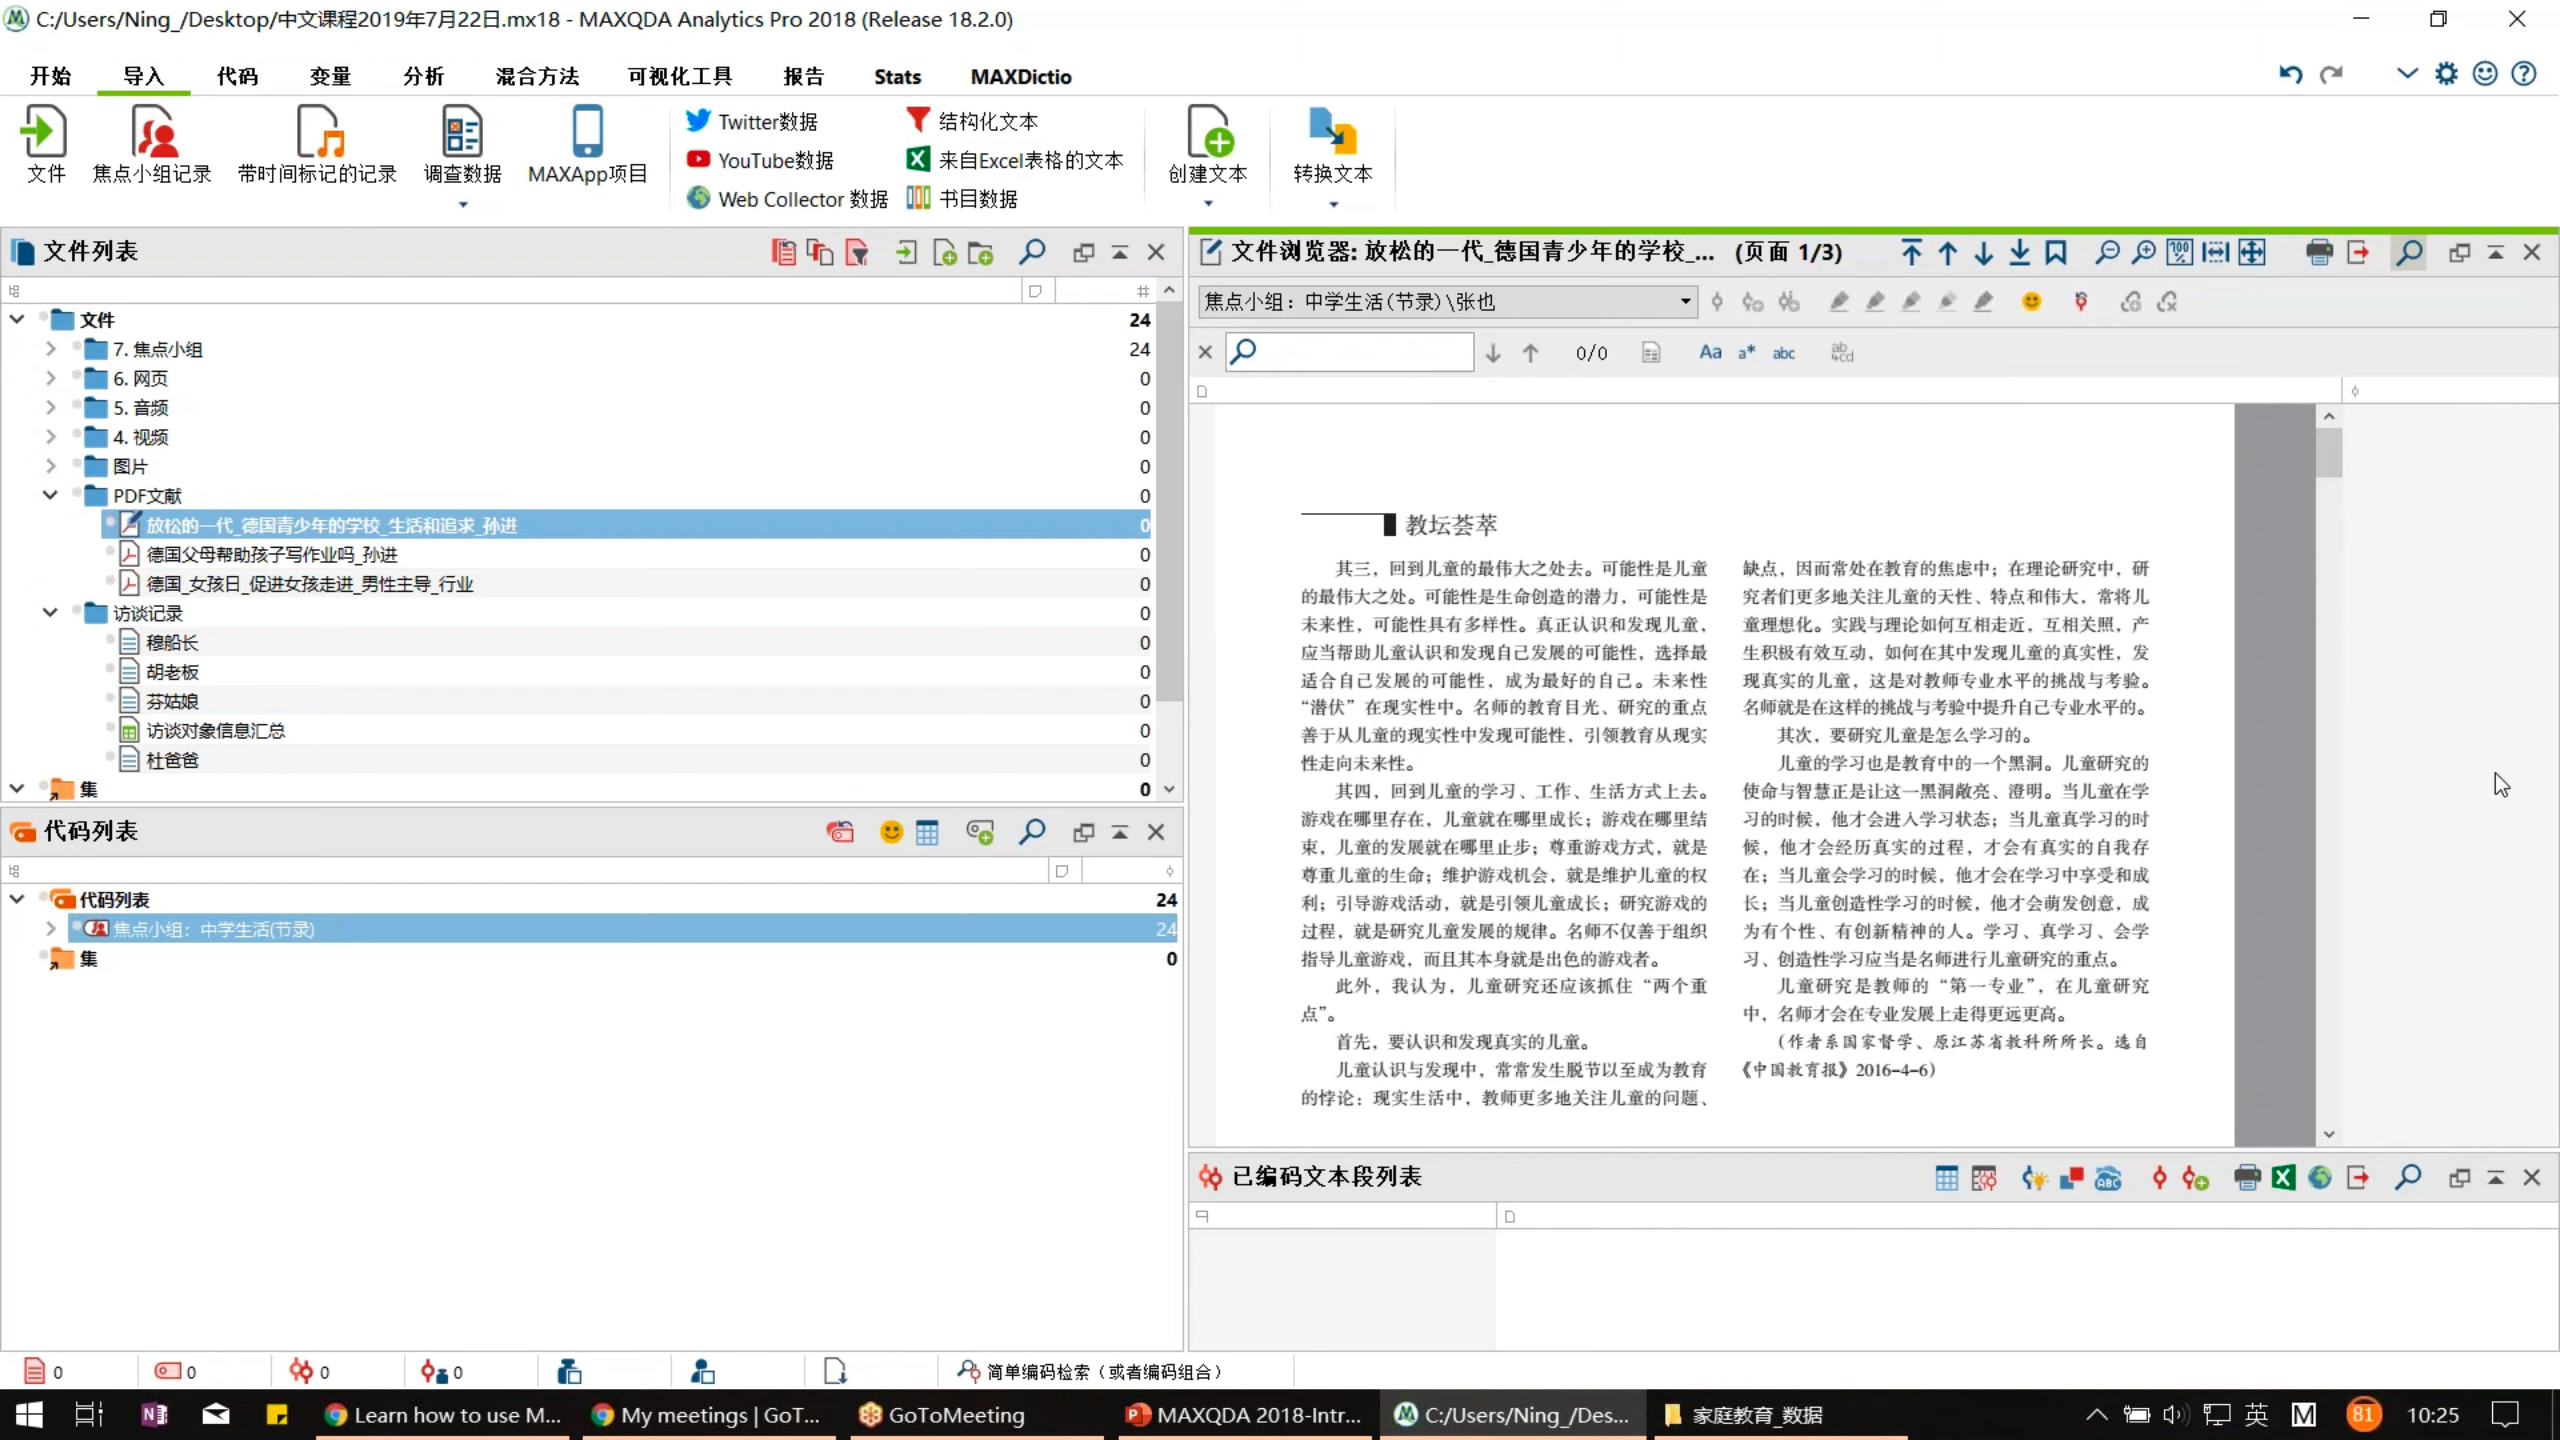 C:/Users/Ning_/Desktop/中文课程2019年7月22日.mx18 - MAXQDA Analytics Pro 2018 (Release 18.2.0)
开始 导入 代码 变量 分析 混合方法 可视化工具 报告 Stats MAXDictio
文件 焦点小组记录 带时间标记的记录 调查数据 MAXApp项目
Twitter数据
YouTube数据
Web Collector 数据
结构化文本
来自Excel表格的文本
书目数据
创建文本 转换文本
文件列表
文件 24
7. 焦点小组 24
6. 网页 0
5. 音频 0
4. 视频 0
图片 0
PDF文献 0
放松的一代_德国青少年的学校_生活和追求_孙进 0
德国父母帮助孩子写作业吗_孙进 0
德国_女孩日_促进女孩走进_男性主导_行业 0
访谈记录 0
穆船长 0
胡老板 0
芬姑娘 0
访谈对象信息汇总 0
杜爸爸 0
集 0
代码列表
代码列表 24
焦点小组：中学生活(节录) 24
集 0
文件浏览器: 放松的一代_德国青少年的学校_... (页面 1/3)
焦点小组：中学生活(节录)\张也
0/0 Aa a* abc
教坛荟萃
其三，回到儿童的最伟大之处去。可能性是儿童
的最伟大之处。可能性是生命创造的潜力，可能性是
未来性，可能性具有多样性。真正认识和发现儿童，
应当帮助儿童认识和发现自己发展的可能性，选择最
适合自己发展的可能性，成为最好的自己。未来性
“潜伏”在现实性中。名师的教育目光、研究的重点
善于从儿童的现实性中发现可能性，引领教育从现实
性走向未来性。
其四，回到儿童的学习、工作、生活方式上去。
游戏在哪里存在，儿童就在哪里成长；游戏在哪里结
束，儿童的发展就在哪里止步；尊重游戏方式，就是
尊重儿童的生命；维护游戏机会，就是维护儿童的权
利；引导游戏活动，就是引领儿童成长；研究游戏的
过程，就是研究儿童发展的规律。名师不仅善于组织
指导儿童游戏，而且其本身就是出色的游戏者。
此外，我认为，儿童研究还应该抓住“两个重
点”。
首先，要认识和发现真实的儿童。
儿童认识与发现中，常常发生脱节以至成为教育
的悖论：现实生活中，教师更多地关注儿童的问题、
缺点，因而常处在教育的焦虑中；在理论研究中，研
究者们更多地关注儿童的天性、特点和伟大，常将儿
童理想化。实践与理论如何互相走近，互相关照，产
生积极有效互动，如何在其中发现儿童的真实性，发
现真实的儿童，这是对教师专业水平的挑战与考验。
名师就是在这样的挑战与考验中提升自己专业水平的。
其次，要研究儿童是怎么学习的。
儿童的学习也是教育中的一个黑洞。儿童研究的
使命与智慧正是让这一黑洞敞亮、澄明。当儿童在学
习的时候，他才会进入学习状态；当儿童真学习的时
候，他才会经历真实的过程，才会有真实的自我存
在；当儿童会学习的时候，他才会在学习中享受和成
长；当儿童创造性学习的时候，他才会萌发创意，成
为有个性、有创新精神的人。学习、真学习、会学
习、创造性学习应当是名师进行儿童研究的重点。
儿童研究是教师的“第一专业”，在儿童研究
中，名师才会在专业发展上走得更远更高。
（作者系国家督学、原江苏省教科所所长。选自
《中国教育报》2016-4-6）
已编码文本段列表
0 0 0 0 简单编码检索（或者编码组合）
Learn how to use M... My meetings | GoT... GoToMeeting MAXQDA 2018-Intr... C:/Users/Ning_/Des... 家庭教育_数据 英 M 81 10:25